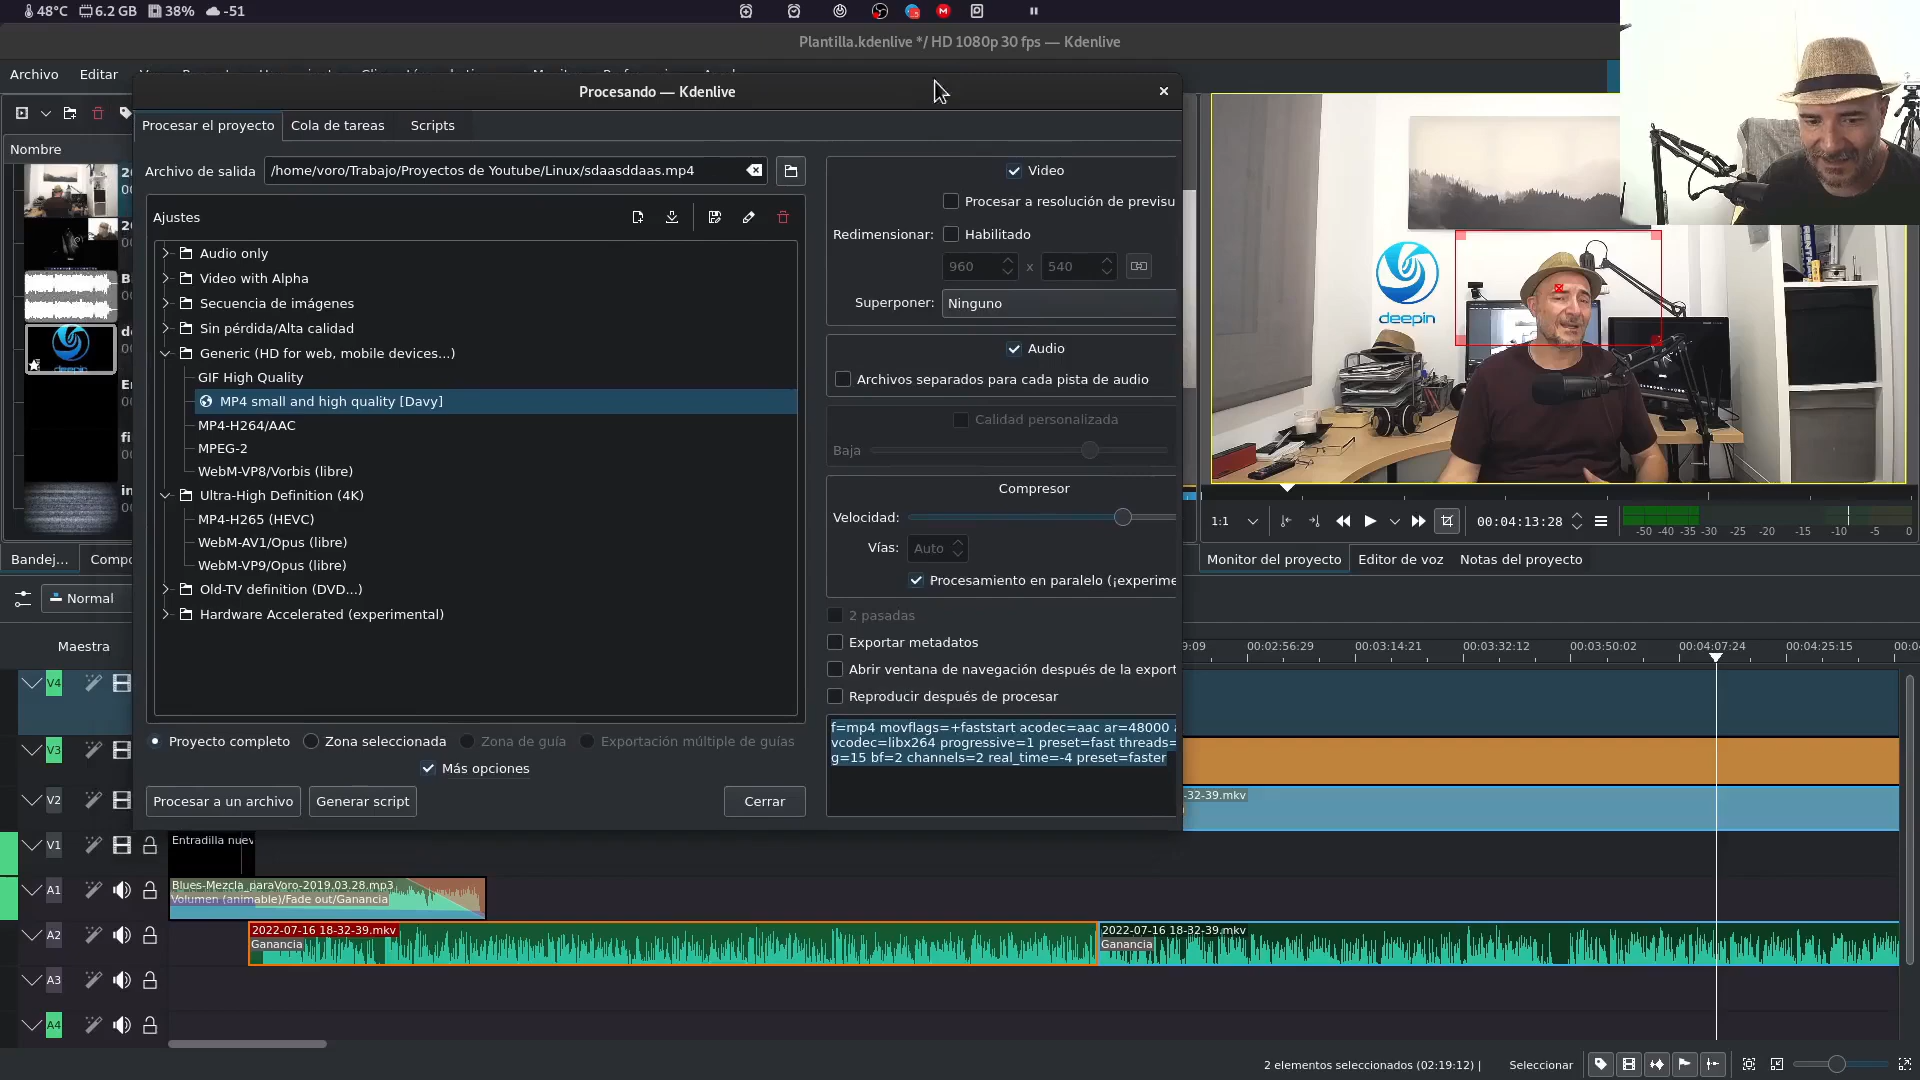 48°C 6.2 GB 38% -51
Plantilla.kdenlive */ HD 1080p 30 fps — Kdenlive
Archivo Editar
Procesando — Kdenlive
Procesar el proyecto Cola de tareas Scripts
Archivo de salida /home/voro/Trabajo/Proyectos de Youtube/Linux/sdaasddaas.mp4
Ajustes
Audio only
Video with Alpha
Secuencia de imágenes
Sin pérdida/Alta calidad
Generic (HD for web, mobile devices...)
GIF High Quality
MP4 small and high quality [Davy]
MP4-H264/AAC
MPEG-2
WebM-VP8/Vorbis (libre)
Ultra-High Definition (4K)
MP4-H265 (HEVC)
WebM-AV1/Opus (libre)
WebM-VP9/Opus (libre)
Old-TV definition (DVD...)
Hardware Accelerated (experimental)
Proyecto completo Zona seleccionada Zona de guía Exportación múltiple de guías
Más opciones
Procesar a un archivo Generar script Cerrar
Video
Procesar a resolución de previsu
Redimensionar: Habilitado
960 x 540
Superponer: Ninguno
Audio
Archivos separados para cada pista de audio
Calidad personalizada
Baja
Compresor
Velocidad:
Vías: Auto
Procesamiento en paralelo (¡experime
2 pasadas
Exportar metadatos
Abrir ventana de navegación después de la export
Reproducir después de procesar
f=mp4 movflags=+faststart acodec=aac ar=48000
vcodec=libx264 progressive=1 preset=fast threads=
g=15 bf=2 channels=2 real_time=-4 preset=faster
Nombre
Bandej... Compo
Normal
deepin
deepin
1:1 00:04:13:28
-50 -40 -35 -30 -25 -20 -15 -10 -5 0
Monitor del proyecto Editor de voz Notas del proyecto
Maestra
9:09 00:02:56:29 00:03:14:21 00:03:32:12 00:03:50:02 00:04:07:24 00:04:25:15
V4
V3
V2
-32-39.mkv
V1
Entradilla nuev
A1
Blues-Mezcla_paraVoro-2019.03.28.mp3
Volumen (animable)/Fade out/Ganancia
A2
2022-07-16 18-32-39.mkv
Ganancia
2022-07-16 18-32-39.mkv
Ganancia
A3
A4
2 elementos seleccionados (02:19:12) | Seleccionar